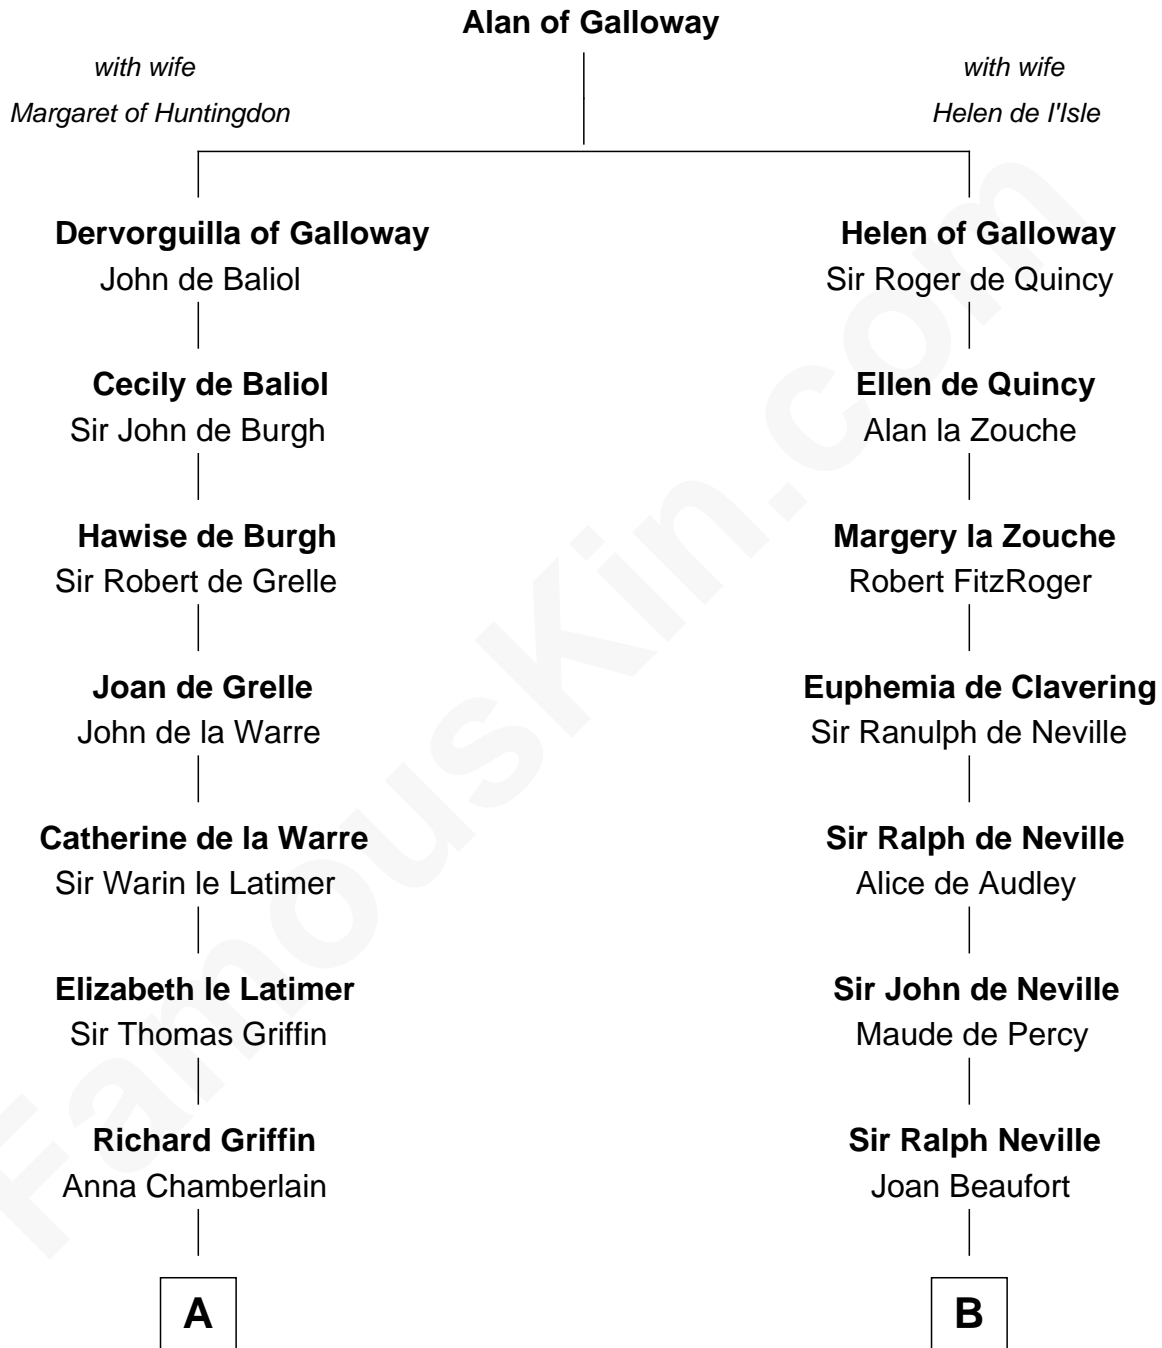 Alan of Galloway
with wife
Margaret of Huntingdon
with wife
Helen de l'Isle
Dervorguilla of Galloway
John de Baliol
Helen of Galloway
Sir Roger de Quincy
Cecily de Baliol
Sir John de Burgh
Ellen de Quincy
Alan la Zouche
Hawise de Burgh
Sir Robert de Grelle
Margery la Zouche
Robert FitzRoger
Joan de Grelle
John de la Warre
Euphemia de Clavering
Sir Ranulph de Neville
Catherine de la Warre
Sir Warin le Latimer
Sir Ralph de Neville
Alice de Audley
Elizabeth le Latimer
Sir Thomas Griffin
Sir John de Neville
Maude de Percy
Richard Griffin
Anna Chamberlain
Sir Ralph Neville
Joan Beaufort
A
B
FamousKin.com